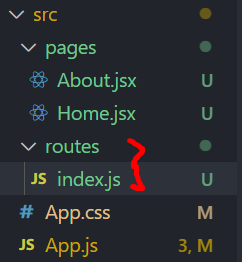 src
pages
About.jsx U
Home.jsx U
routes
JS index.js U
# App.css M
JS App.js 3, M